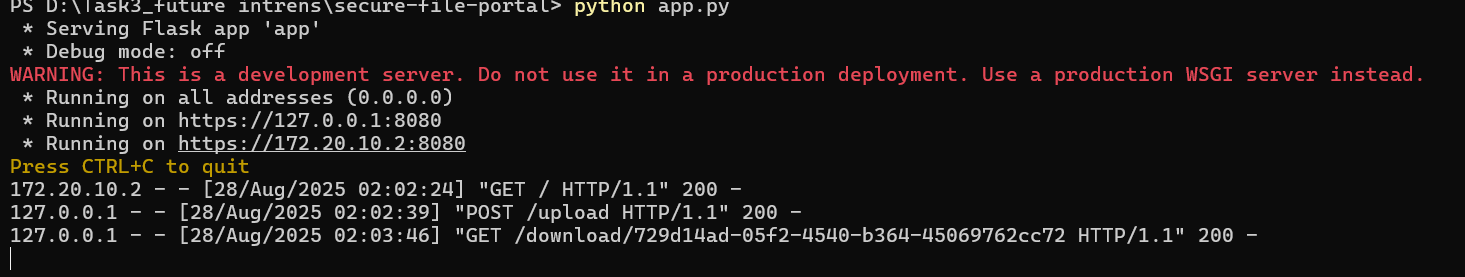 PS D:\Task3_future intrens\secure-file-portal> python app.py
 * Serving Flask app 'app'
 * Debug mode: off
WARNING: This is a development server. Do not use it in a production deployment. Use a production WSGI server instead.
 * Running on all addresses (0.0.0.0)
 * Running on https://127.0.0.1:8080
 * Running on https://172.20.10.2:8080
Press CTRL+C to quit
172.20.10.2 - - [28/Aug/2025 02:02:24] "GET / HTTP/1.1" 200 -
127.0.0.1 - - [28/Aug/2025 02:02:39] "POST /upload HTTP/1.1" 200 -
127.0.0.1 - - [28/Aug/2025 02:03:46] "GET /download/729d14ad-05f2-4540-b364-45069762cc72 HTTP/1.1" 200 -